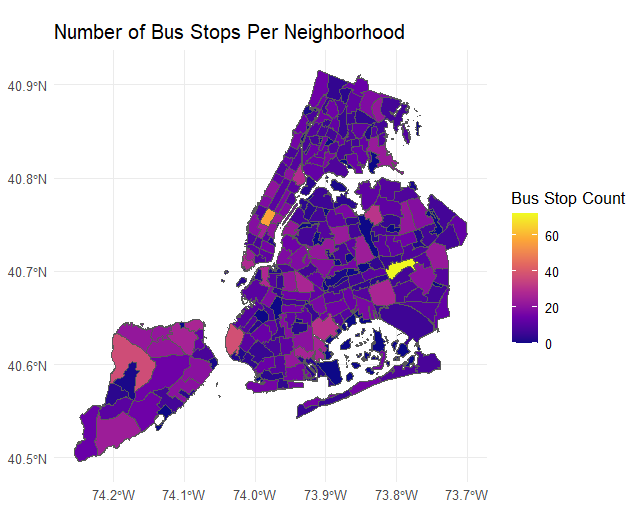 Number of Bus Stops Per Neighborhood
40.9°N
40.8°N
40.7°N
40.6°N
40.5°N
74.2°W 74.1°W 74.0°W 73.9°W 73.8°W 73.7°W
Bus Stop Count
60
40
20
0